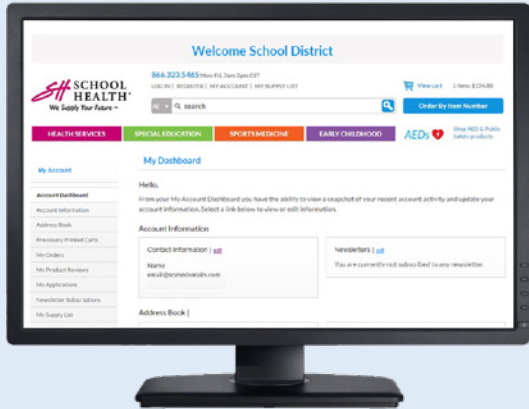 Welcome School District
SCHOOL
HEALTH
We Supply Your Future
866.323.5465 Mon-Fri, 7am-5pm CST
LOG IN | REGISTER | MY ACCOUNT | MY SUPPLY LIST
View cart
search
Order By Item Number
HEALTH SERVICES
SPECIAL EDUCATION
SPORTS MEDICINE
EARLY CHILDHOOD
AEDs
Shop AED & Public
Safety products
My Account
Account Dashboard
Account Information
Address Book
Previously Printed Carts
My Orders
My Product Reviews
My Applications
Newsletter Subscriptions
My Supply List
My Dashboard
Hello,
From your My Account Dashboard you have the ability to view a snapshot of your recent account activity and update your
account information. Select a link below to view or edit information.
Account Information
Contact Information | edit
Name
email@somedomain.com
Newsletters | edit
You are currently not subscribed to any newsletter.
Address Book |